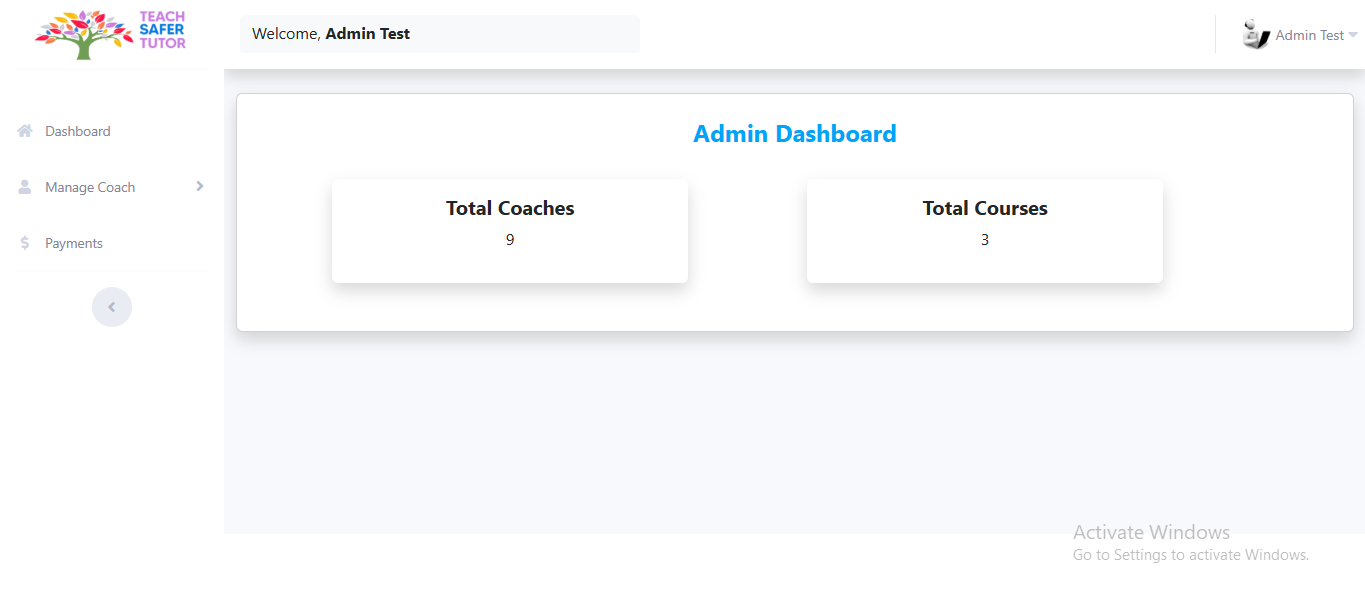 TEACH
SAFER
TUTOR
Welcome, Admin Test
Admin Test
Dashboard
Manage Coach
Payments
Admin Dashboard
Total Coaches
9
Total Courses
3
Activate Windows
Go to Settings to activate Windows.